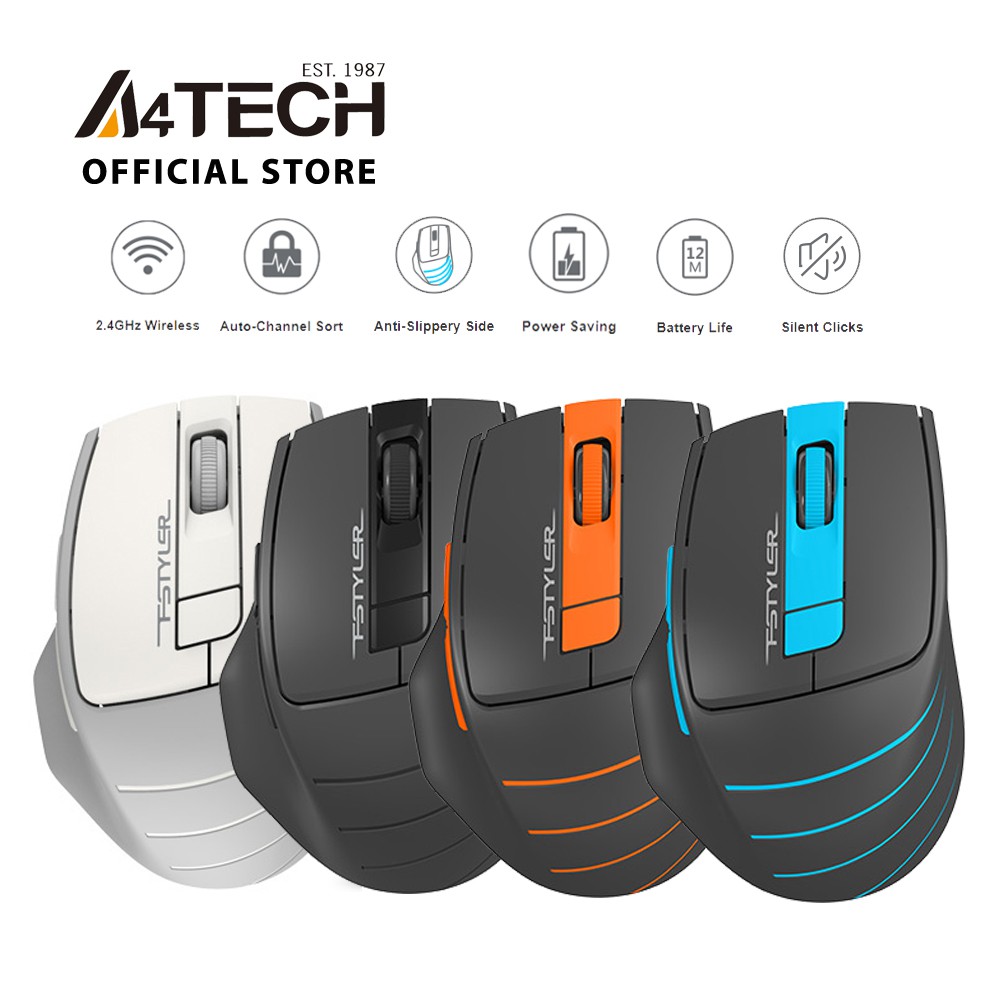 EST. 1987
A4TECH
OFFICIAL STORE
12
M
2.4GHz Wireless
Auto-Channel Sort
Anti-Slippery Side
Power Saving
Battery Life
Silent Clicks
FSTYLER
FSTYLER
FSTYLER
FSTYLER